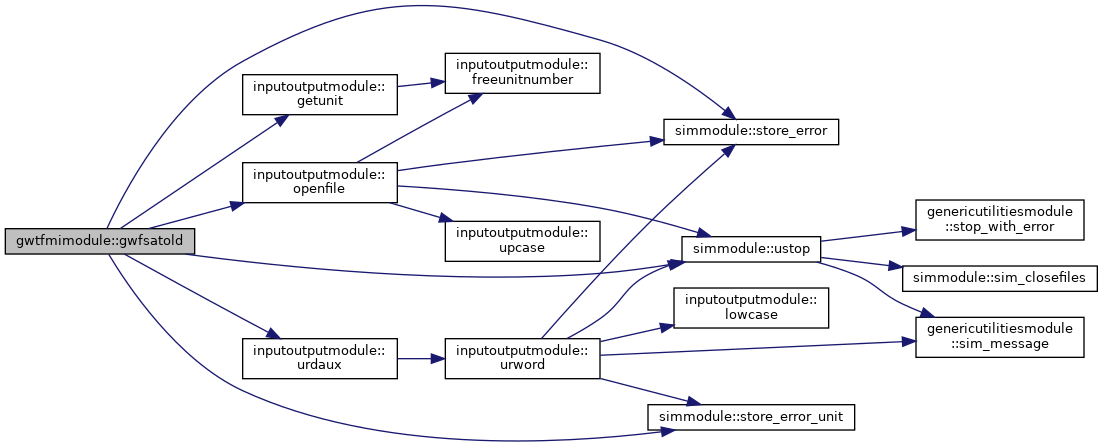 gwtfmimodule::gwfsatold
inputoutputmodule::
getunit
inputoutputmodule::
freeunitnumber
inputoutputmodule::
openfile
inputoutputmodule::
upcase
inputoutputmodule::
urdaux
inputoutputmodule::
urword
simmodule::store_error
simmodule::ustop
inputoutputmodule::
lowcase
simmodule::store_error_unit
genericutilitiesmodule
::stop_with_error
simmodule::sim_closefiles
genericutilitiesmodule
::sim_message